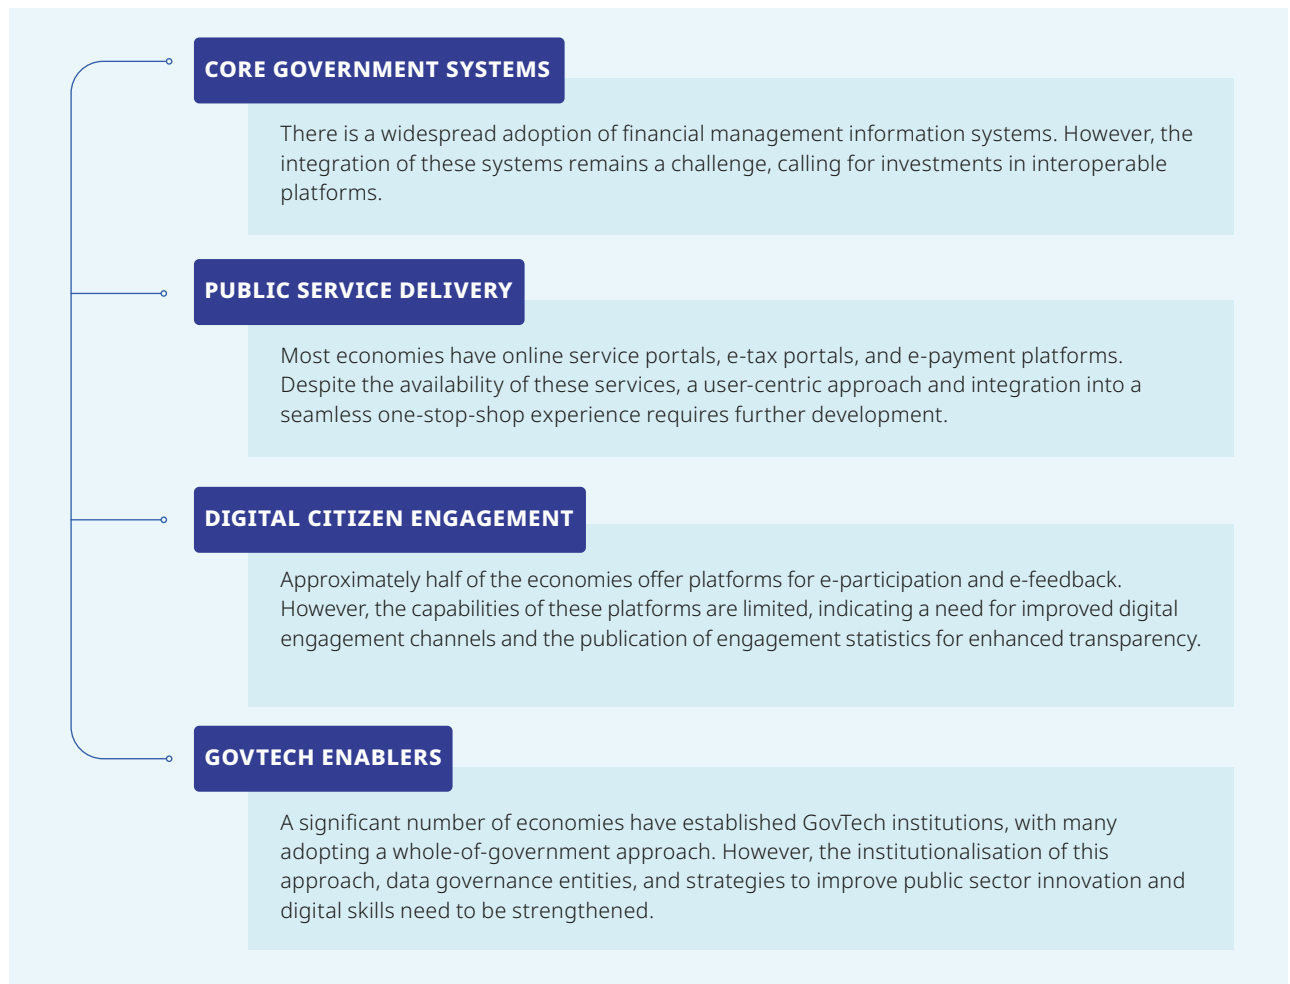 CORE GOVERNMENT SYSTEMS
There is a widespread adoption of financial management information systems. However, the
integration of these systems remains a challenge, calling for investments in interoperable
platforms.
PUBLIC SERVICE DELIVERY
Most economies have online service portals, e-tax portals, and e-payment platforms.
Despite the availability of these services, a user-centric approach and integration into a
seamless one-stop-shop experience requires further development.
DIGITAL CITIZEN ENGAGEMENT
Approximately half of the economies offer platforms for e-participation and e-feedback.
However, the capabilities of these platforms are limited, indicating a need for improved digital
engagement channels and the publication of engagement statistics for enhanced transparency.
GOVTECH ENABLERS
A significant number of economies have established GovTech institutions, with many
adopting a whole-of-government approach. However, the institutionalisation of this
approach, data governance entities, and strategies to improve public sector innovation and
digital skills need to be strengthened.